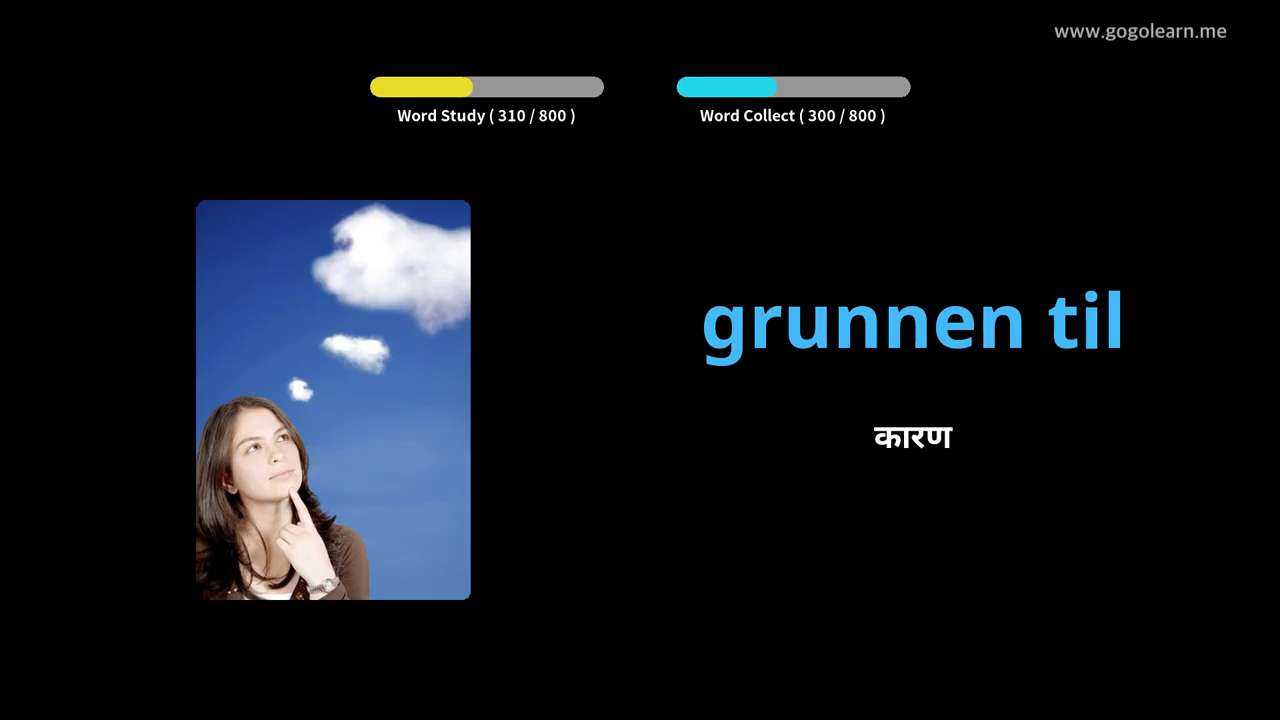 www.gogolearn.me
Word Study ( 310 / 800 )
Word Collect ( 300 / 800 )
grunnen til
कारण